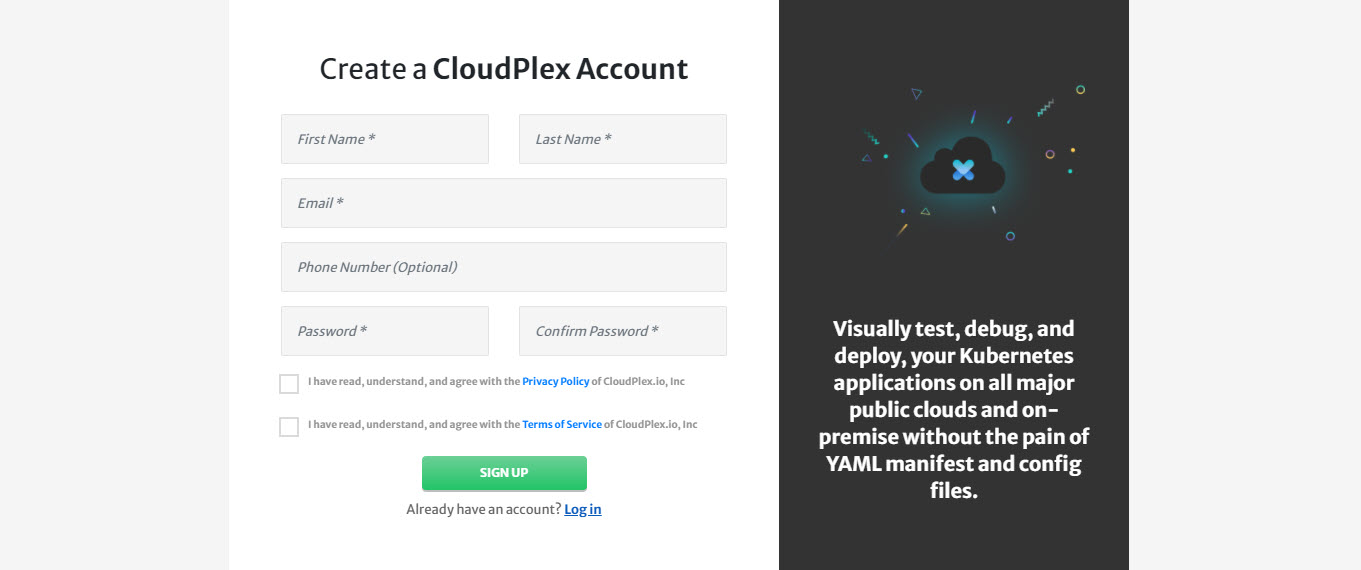 Create a CloudPlex Account
First Name *
Last Name *
Email *
Phone Number (Optional)
Password *
Confirm Password *
I have read, understand, and agree with the Privacy Policy of CloudPlex.io, Inc
I have read, understand, and agree with the Terms of Service of CloudPlex.io, Inc
SIGN UP
Already have an account? Log in
Visually test, debug, and
deploy, your Kubernetes
applications on all major
public clouds and on-
premise without the pain of
YAML manifest and config
files.